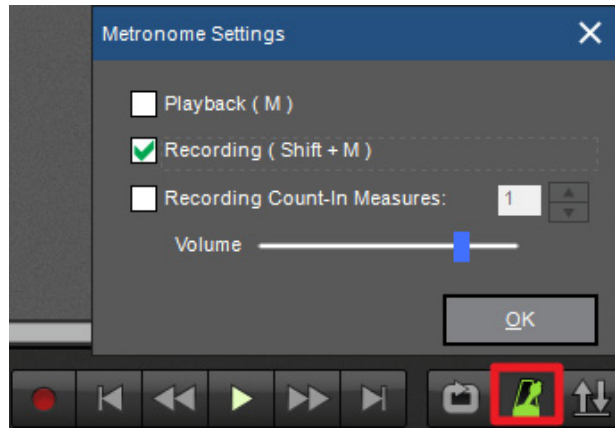 Metronome Settings
Playback ( M )
Recording ( Shift + M )
Recording Count-In Measures: 1
Volume
OK